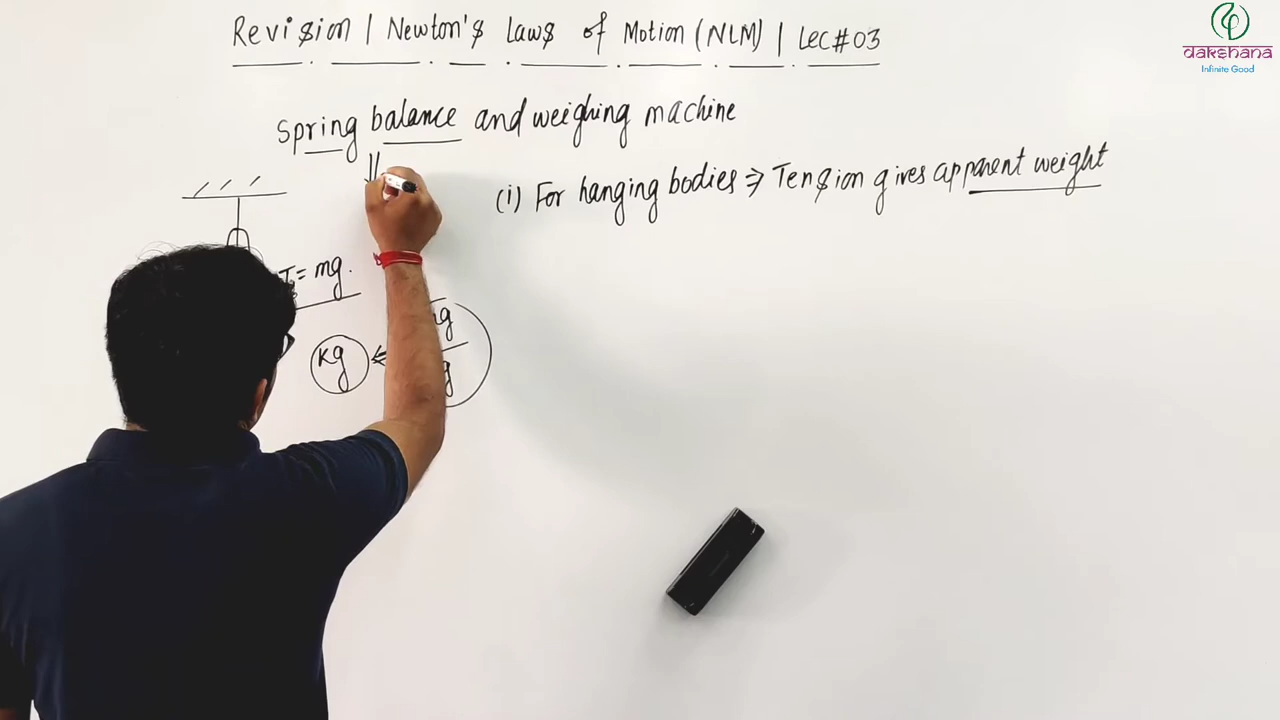 Revision | Newton's Laws of Motion (NLM) | Lec#03
dakshana
Infinite Good
Spring balance and weighing machine
(i) For hanging bodies ⇒ Tension gives apparent weight
T = mg.
kg
g